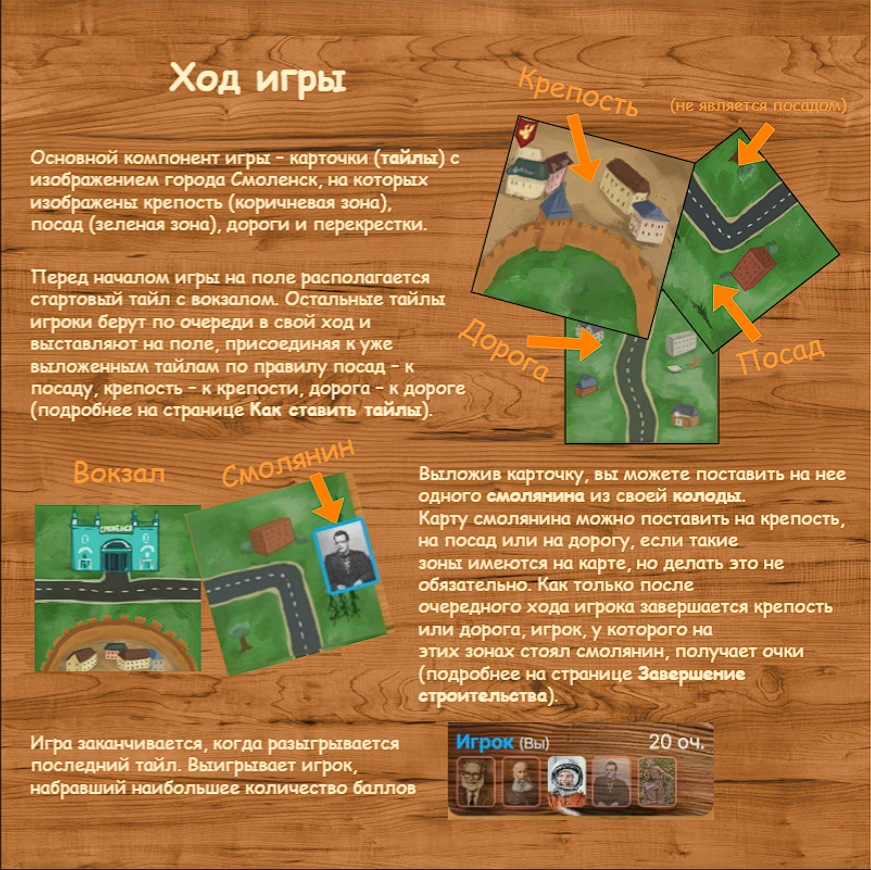 Ход игры
Крепость
(не является посадом)
Основной компонент игры – карточки (тайлы) с
изображением города Смоленск, на которых
изображены крепость (коричневая зона),
посад (зеленая зона), дороги и перекрестки.
Перед началом игры на поле располагается
стартовый тайл с вокзалом. Остальные тайлы
игроки берут по очереди в свой ход и
выставляют на поле, присоединяя к уже
выложенным тайлам по правилу посад – к
посаду, крепость – к крепости, дорога – к дороге
(подробнее на странице Как ставить тайлы).
Дорога
Посад
Вокзал
Смолянин
СМОЛЕНСК
Выложив карточку, вы можете поставить на нее
одного смолянина из своей колоды.
Карту смолянина можно поставить на крепость,
на посад или на дорогу, если такие
зоны имеются на карте, но делать это не
обязательно. Как только после
очередного хода игрока завершается крепость
или дорога, игрок, у которого на
этих зонах стоял смолянин, получает очки
(подробнее на странице Завершение
строительства).
Игра заканчивается, когда разыгрывается
последний тайл. Выигрывает игрок,
набравший наибольшее количество баллов
Игрок (Вы) 20 оч.